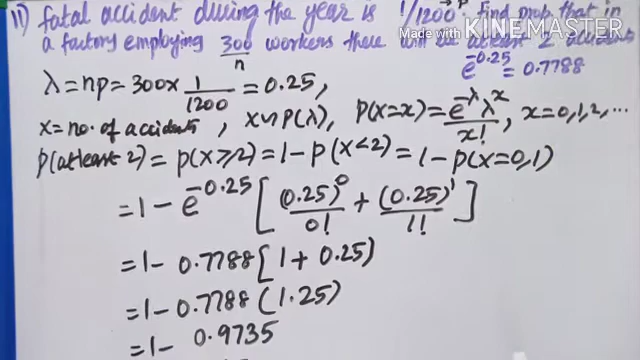 11) fatal accident during the year is 1/1200. Find prob that in
Made with KINEMASTER
a factory employing 300 workers there will be atleast 2 accidents
n
e^-0.25 = 0.7788
λ = np = 300 × 1/1200 = 0.25,
X = no. of accidents, X ~ P(λ), P(X=x) = e^-λ λ^x / x!, x = 0,1,2,...
P(at least 2) = P(X≥2) = 1 - P(X<2) = 1 - P(X=0,1)
= 1 - e^-0.25 [ (0.25)^0 / 0! + (0.25)^1 / 1! ]
= 1 - 0.7788 [1 + 0.25)
= 1 - 0.7788 (1.25)
= 1 - 0.9735